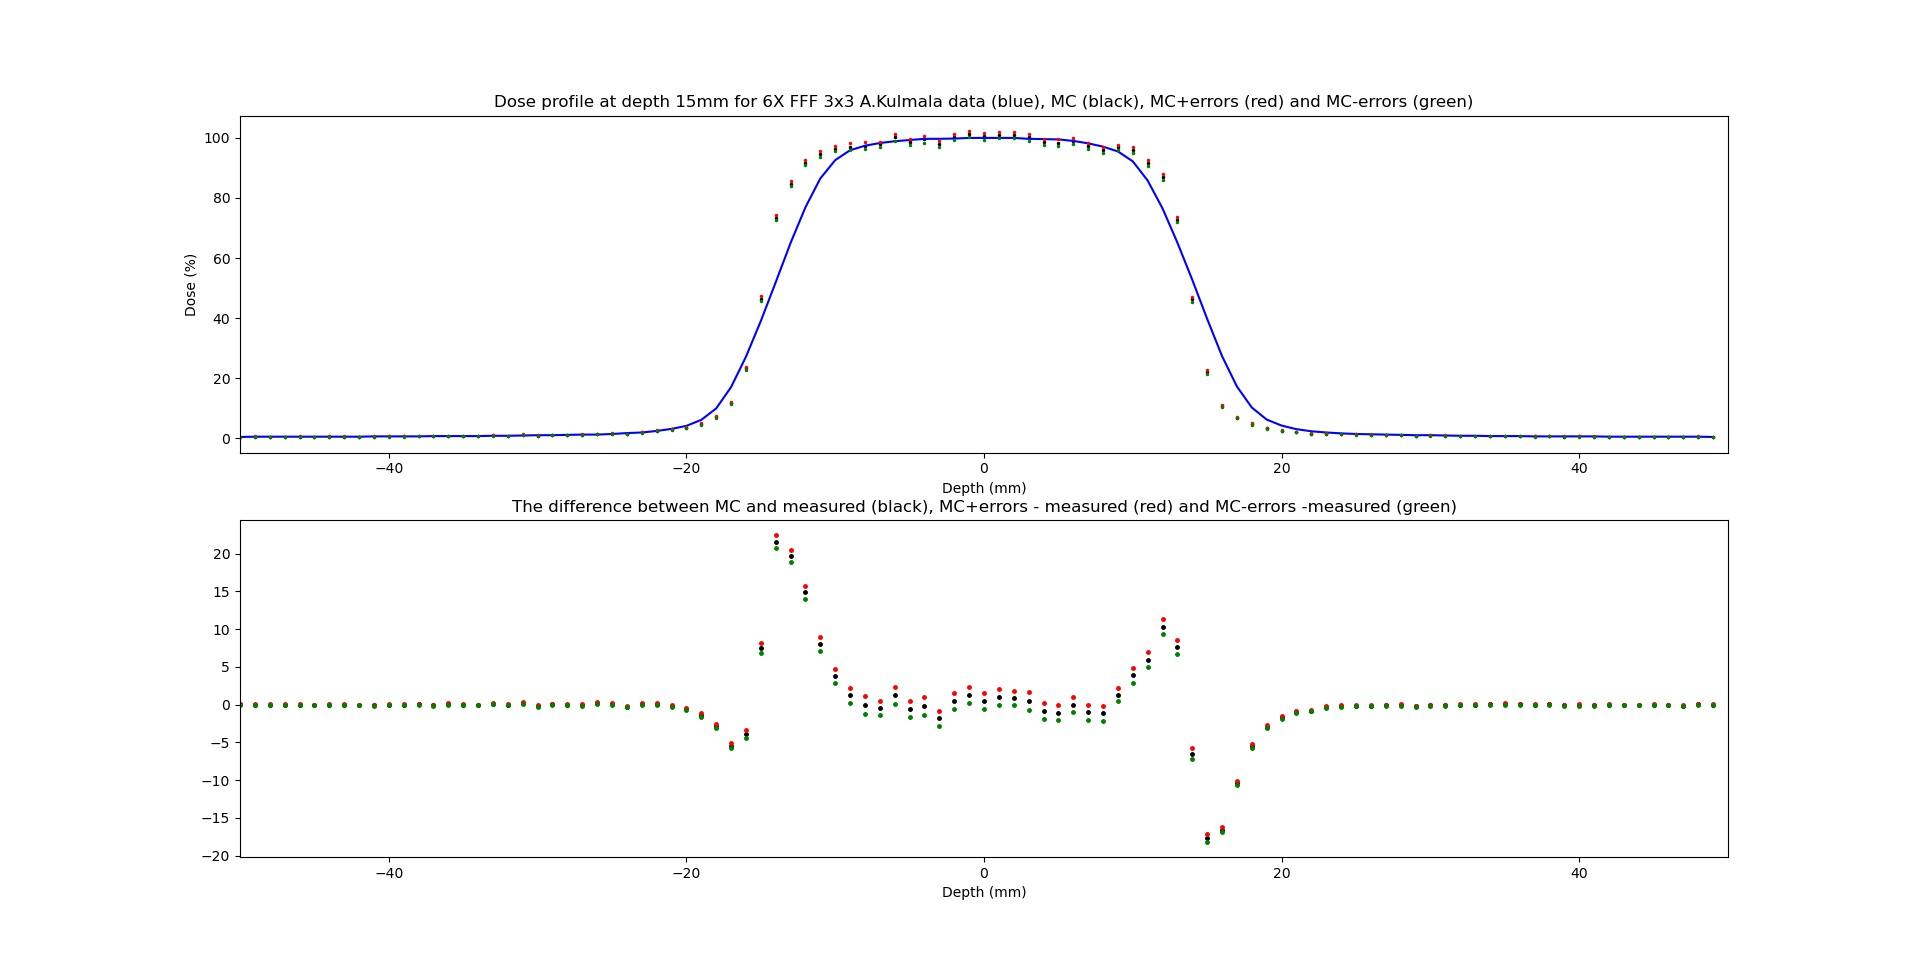 Dose profile at depth 15mm for 6X FFF 3x3 A.Kulmala data (blue), MC (black), MC+errors (red) and MC-errors (green)
100
80
60
40
20
0
Dose (%)
−40 −20 0 20 40
Depth (mm)
The difference between MC and measured (black), MC+errors - measured (red) and MC-errors -measured (green)
20
15
10
5
0
−5
−10
−15
−20
−40 −20 0 20 40
Depth (mm)